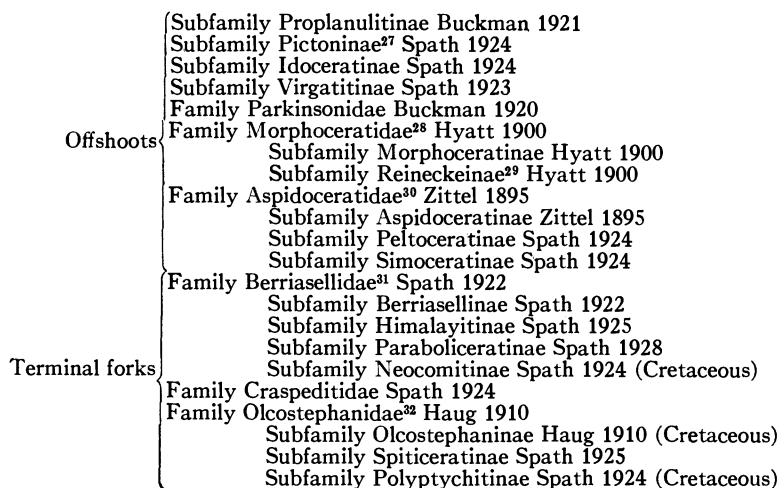 Subfamily Proplanulitinae Buckman 1921
Subfamily Pictoninae²⁷ Spath 1924
Subfamily Idoceratinae Spath 1924
Subfamily Virgatitinae Spath 1923
Family Parkinsonidae Buckman 1920
Offshoots Family Morphoceratidae²⁸ Hyatt 1900
Subfamily Morphoceratinae Hyatt 1900
Subfamily Reineckeinae²⁹ Hyatt 1900
Family Aspidoceratidae³⁰ Zittel 1895
Subfamily Aspidoceratinae Zittel 1895
Subfamily Peltoceratinae Spath 1924
Subfamily Simoceratinae Spath 1924
Family Berriasellidae³¹ Spath 1922
Subfamily Berriasellinae Spath 1922
Subfamily Himalayitinae Spath 1925
Subfamily Paraboliceratinae Spath 1928
Terminal forks Subfamily Neocomitinae Spath 1924 (Cretaceous)
Family Craspeditidae Spath 1924
Family Olcostephanidae³² Haug 1910
Subfamily Olcostephaninae Haug 1910 (Cretaceous)
Subfamily Spiticeratinae Spath 1925
Subfamily Polyptychitinae Spath 1924 (Cretaceous)